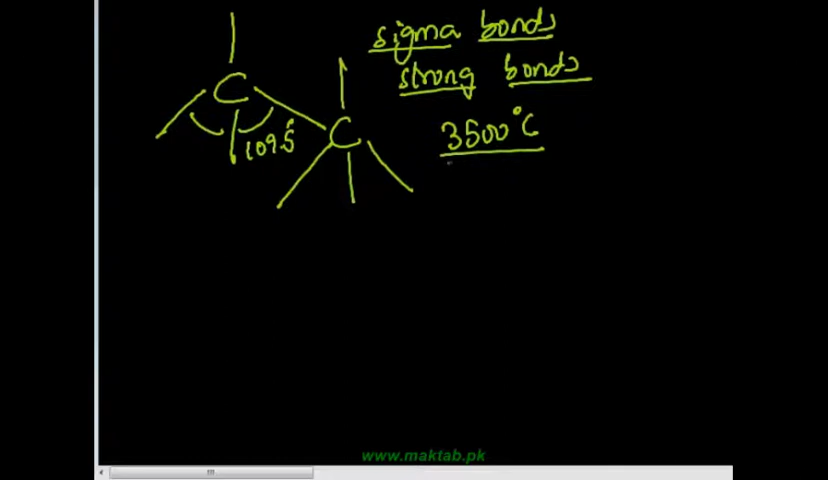 sigma bonds
strong bonds
C
C
109.5°
3500°C
www.maktab.pk